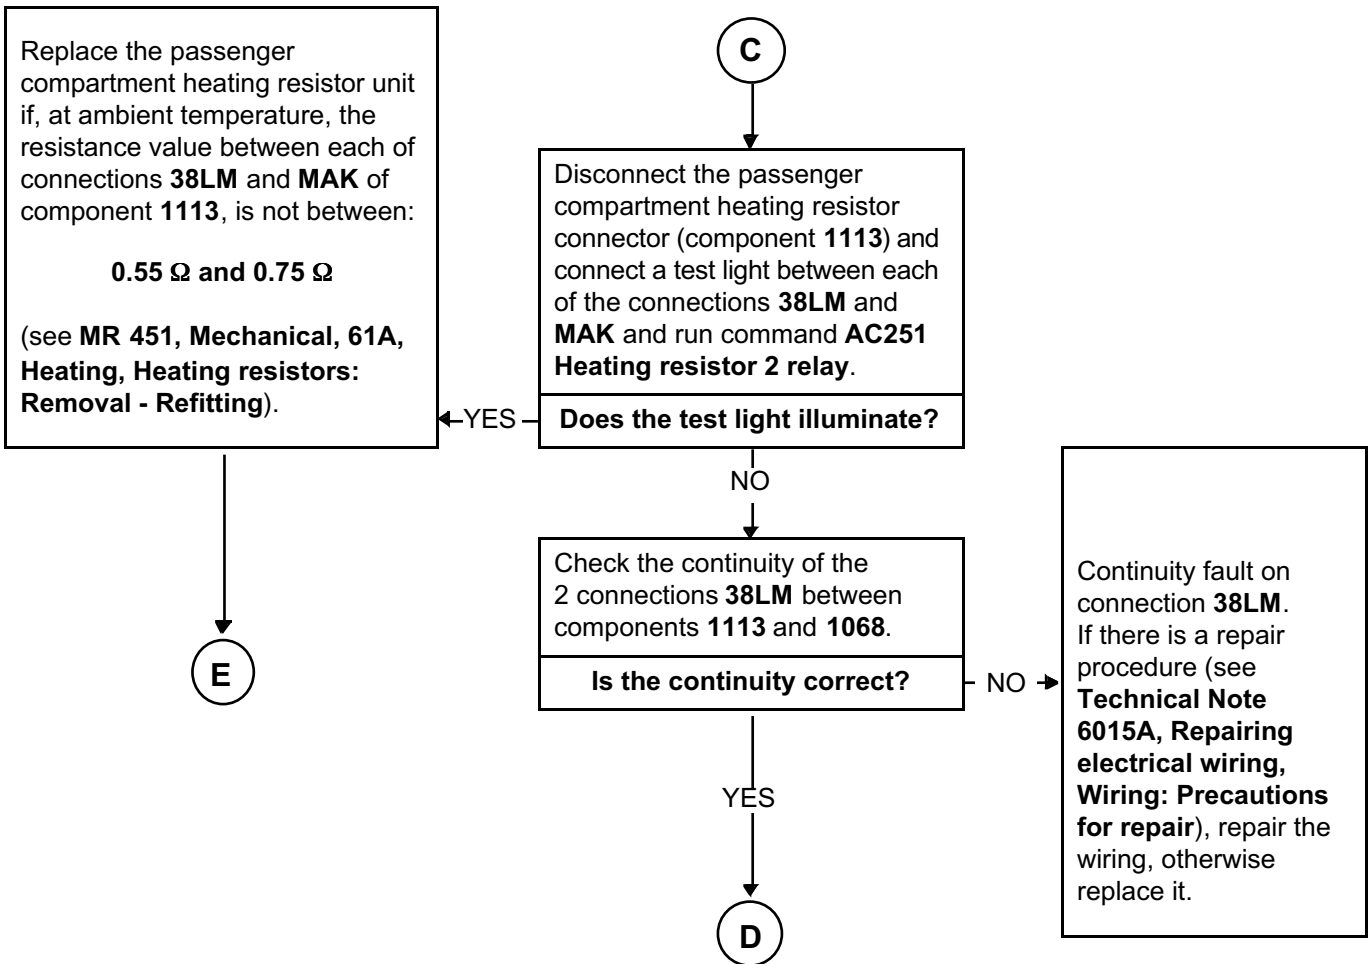 Replace the passenger
compartment heating resistor unit
if, at ambient temperature, the
resistance value between each of
connections 38LM and MAK of
component 1113, is not between:
0.55 Ω and 0.75 Ω
(see MR 451, Mechanical, 61A,
Heating, Heating resistors:
Removal - Refitting).
C
Disconnect the passenger
compartment heating resistor
connector (component 1113) and
connect a test light between each
of the connections 38LM and
MAK and run command AC251
Heating resistor 2 relay.
YES
Does the test light illuminate?
NO
E
Check the continuity of the
2 connections 38LM between
components 1113 and 1068.
Is the continuity correct?
NO
Continuity fault on
connection 38LM.
If there is a repair
procedure (see
Technical Note
6015A, Repairing
electrical wiring,
Wiring: Precautions
for repair), repair the
wiring, otherwise
replace it.
YES
D